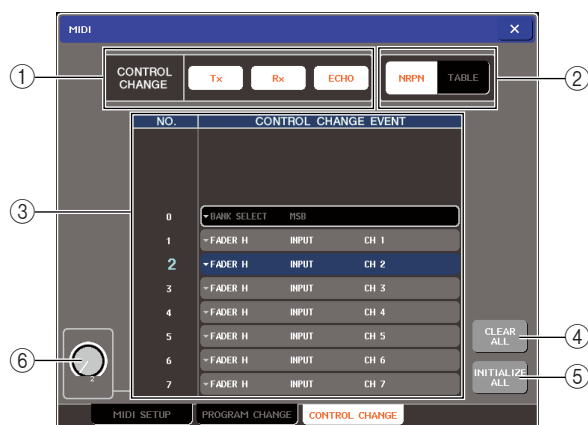 MIDI
×
① CONTROL CHANGE Tx Rx ECHO NRPN TABLE ②
③ NO. CONTROL CHANGE EVENT
0 BANK SELECT MSB
1 FADER H INPUT CH 1
2 FADER H INPUT CH 2
3 FADER H INPUT CH 3
4 FADER H INPUT CH 4
5 FADER H INPUT CH 5
6 FADER H INPUT CH 6
7 FADER H INPUT CH 7
CLEAR ALL ④
INITIALIZE ALL ⑤
⑥ 2
MIDI SETUP PROGRAM CHANGE CONTROL CHANGE